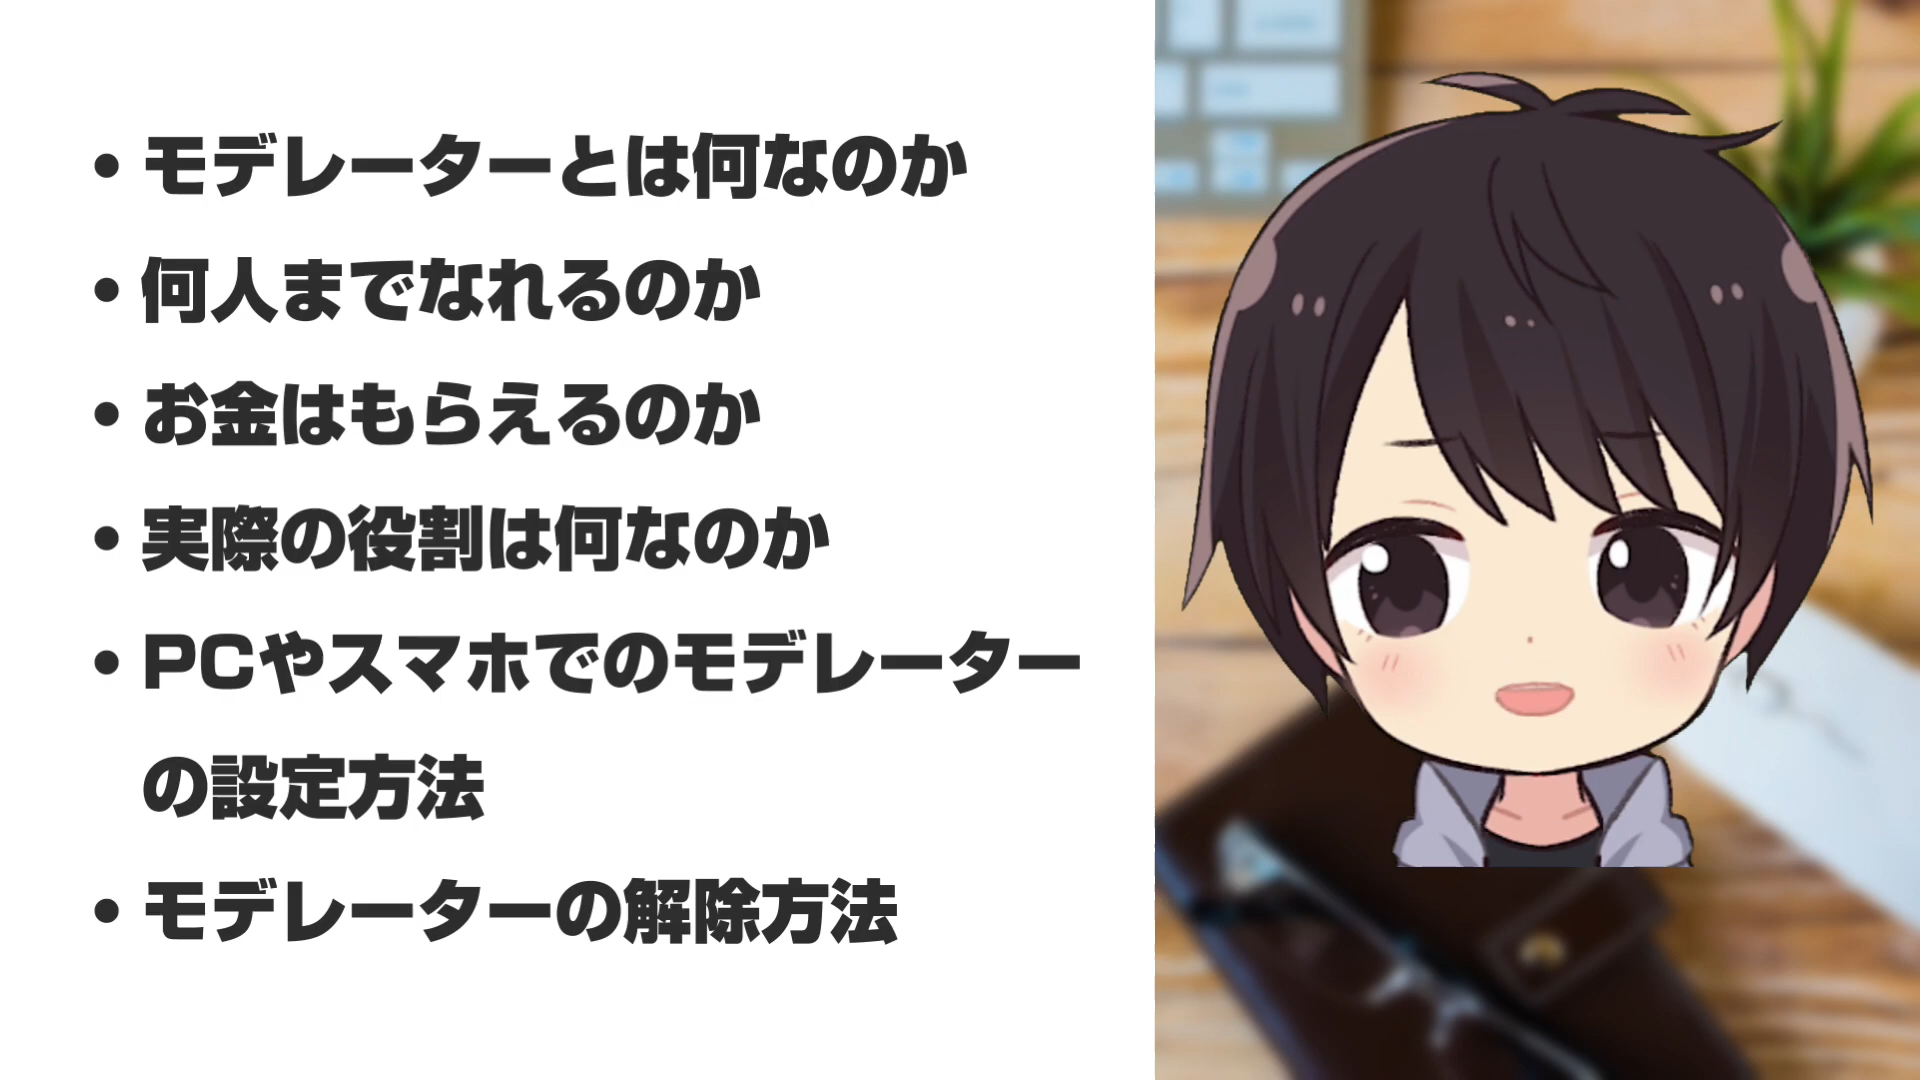 • モデレーターとは何なのか
• 何人までなれるのか
• お金はもらえるのか
• 実際の役割は何なのか
• PCやスマホでのモデレーター
の設定方法
• モデレーターの解除方法